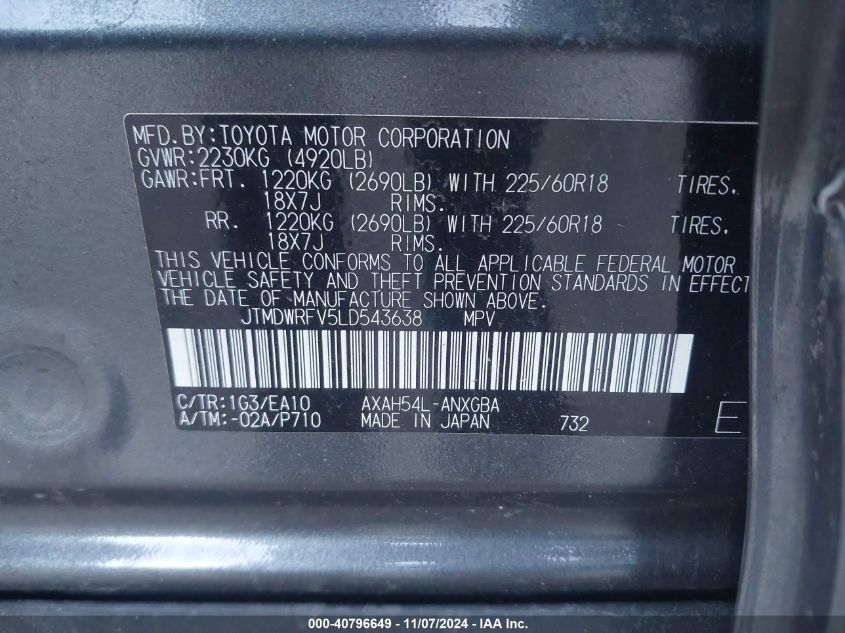 MFD.BY:TOYOTA MOTOR CORPORATION
GVWR:2230KG (4920LB)
GAWR:FRT. 1220KG (2690LB) WITH 225/60R18 TIRES.
18X7J RIMS.
RR. 1220KG (2690LB) WITH 225/60R18 TIRES.
18X7J RIMS.
THIS VEHICLE CONFORMS TO ALL APPLICABLE FEDERAL MOTOR
VEHICLE SAFETY AND THEFT PREVENTION STANDARDS IN EFFECT
THE DATE OF MANUFACTURE SHOWN ABOVE.
JTMDWRFV5LD543638 MPV
C/TR:1G3/EA10 AXAH54L-ANXGBA
A/TM:-02A/P710 MADE IN JAPAN 732 E
000-40796649 - 11/07/2024 - IAA Inc.